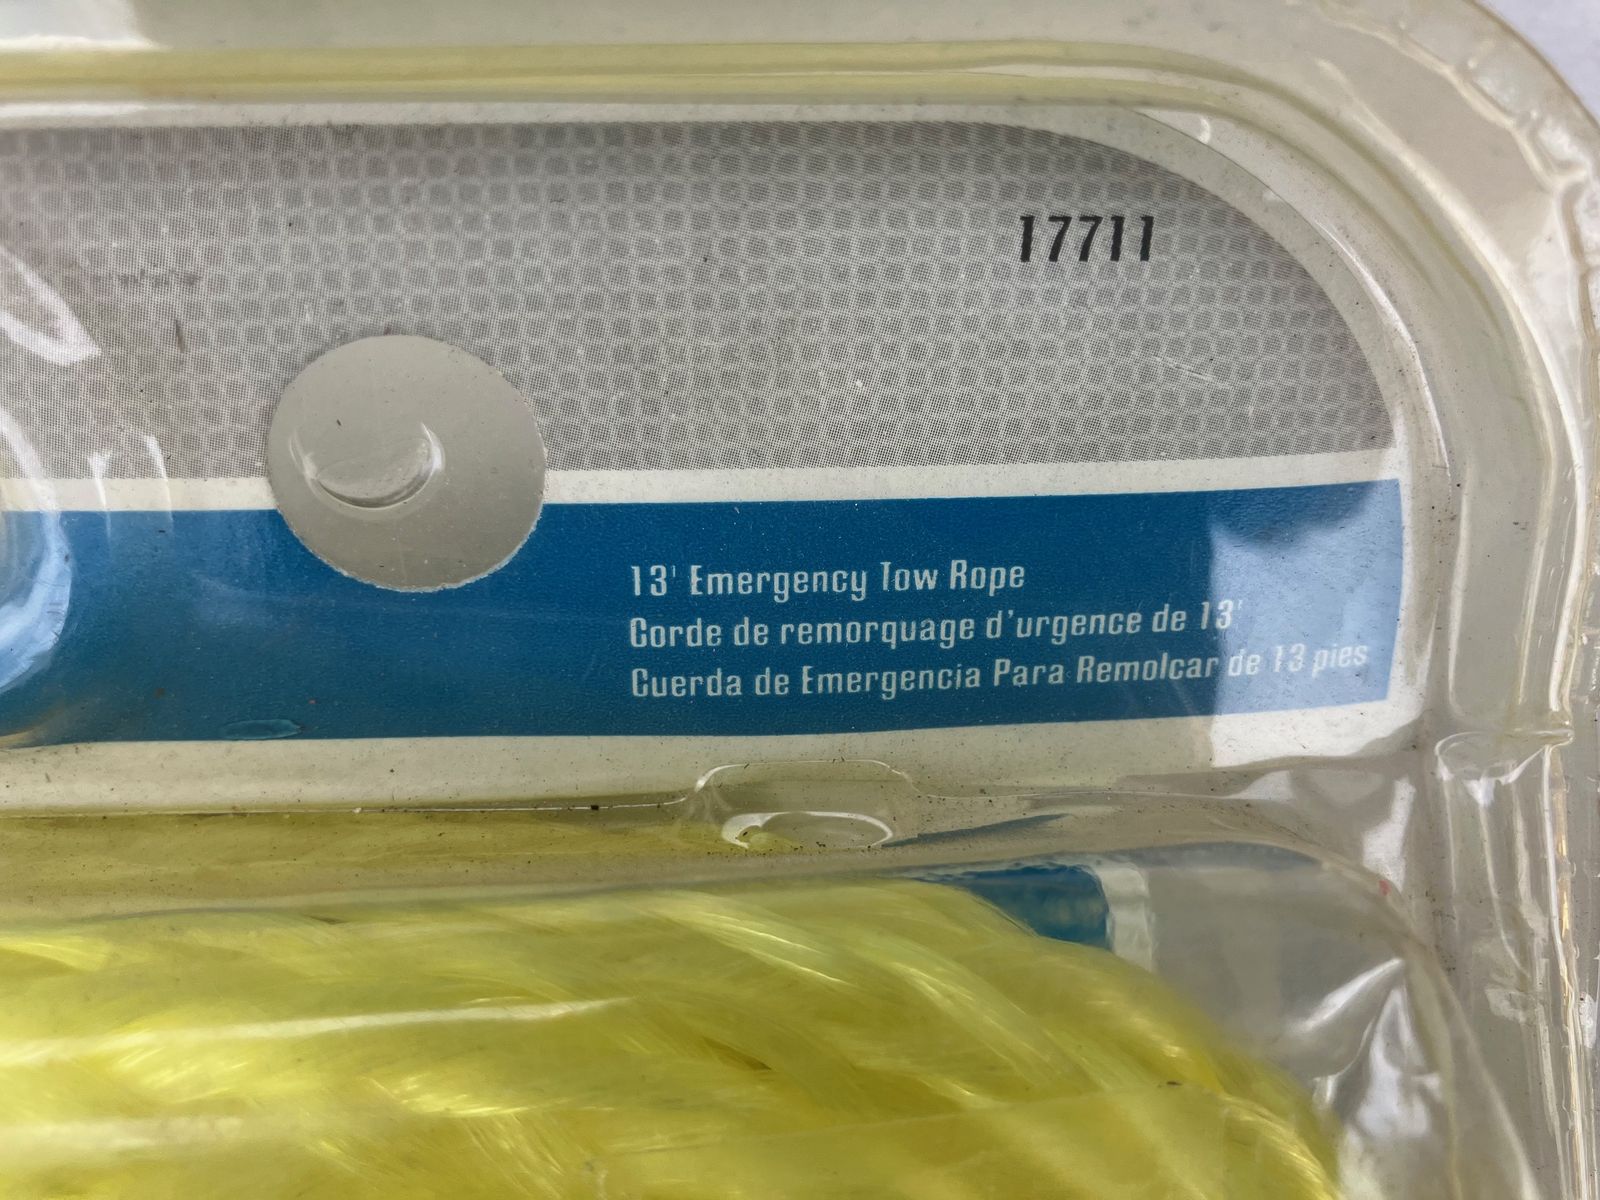 17711
13' Emergency Tow Rope
Corde de remorquage d'urgence de 13'
Cuerda de Emergencia Para Remolcar de 13 pies